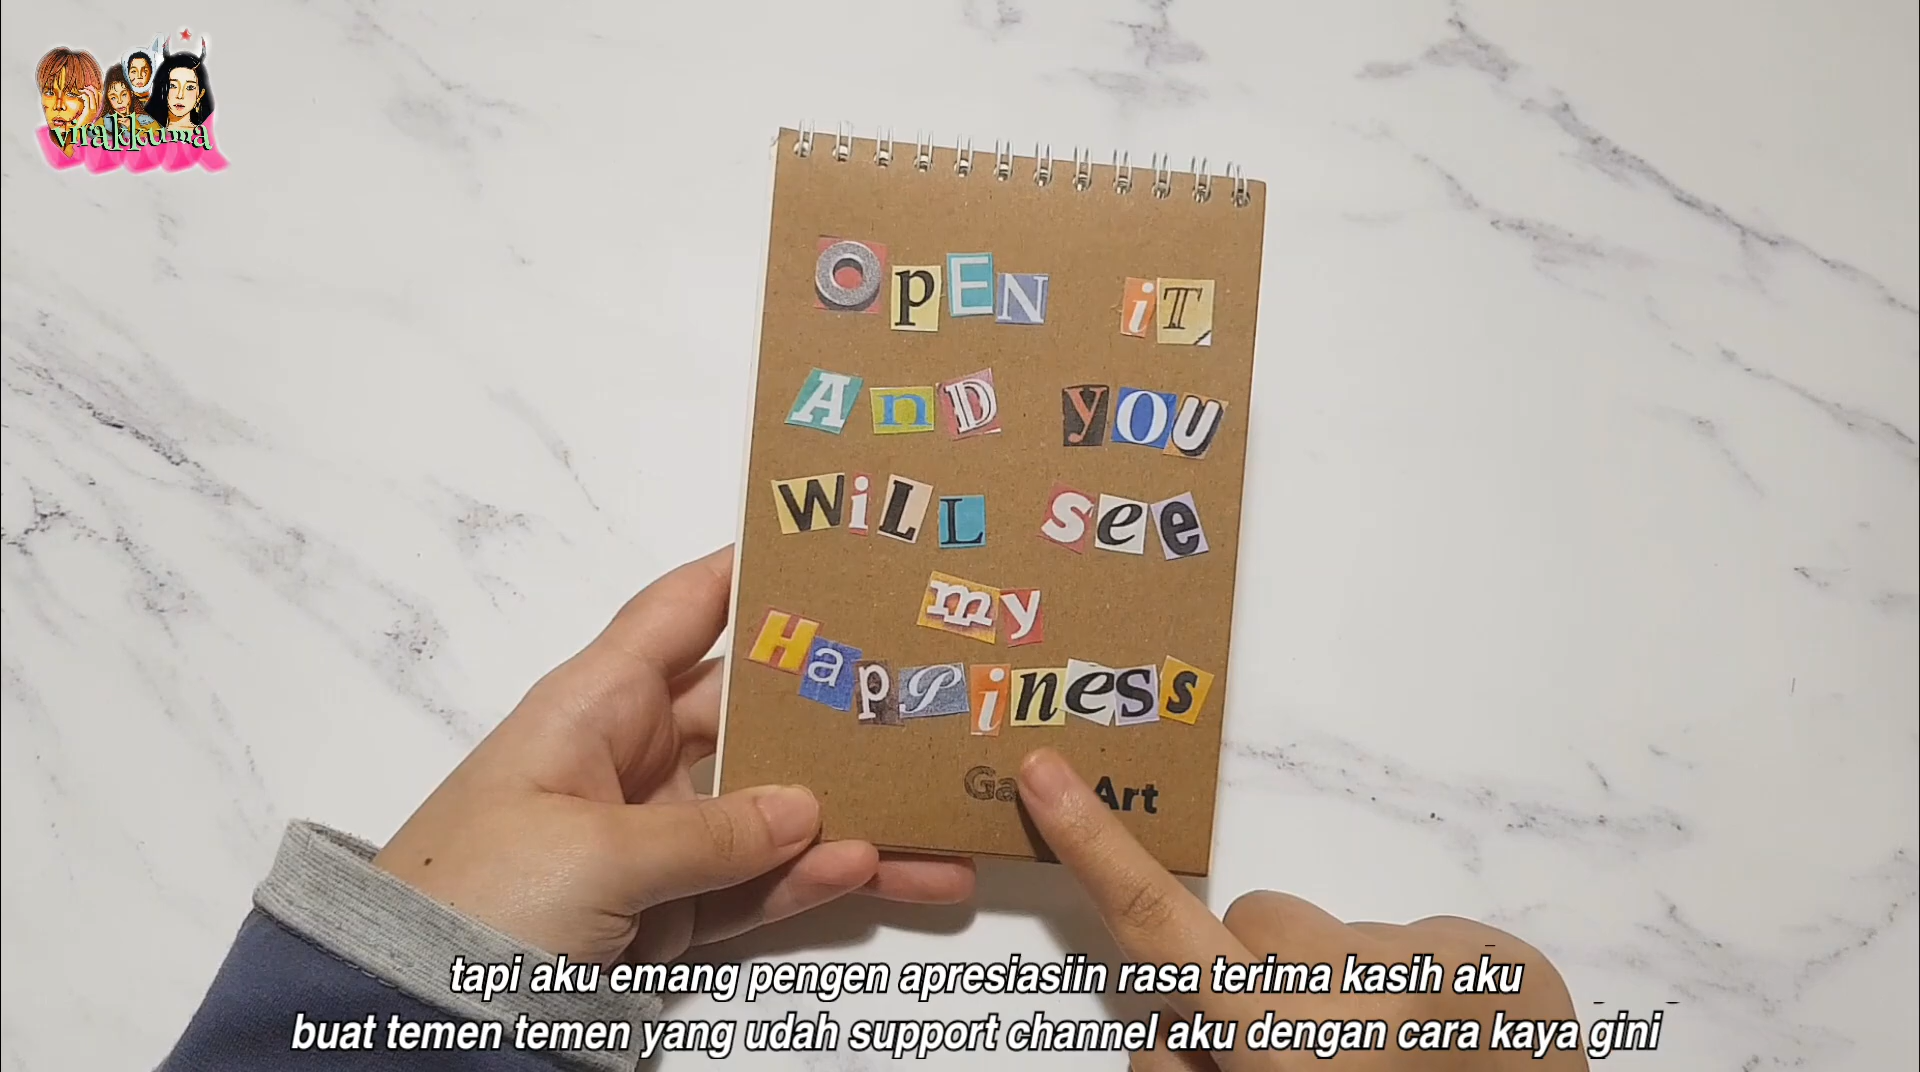 virakkuma
OPEN iT
AnD yOU
WiLL see
my
HapPiness
Art
tapi aku emang pengen apresiasiin rasa terima kasih aku
buat temen temen yang udah support channel aku dengan cara kaya gini